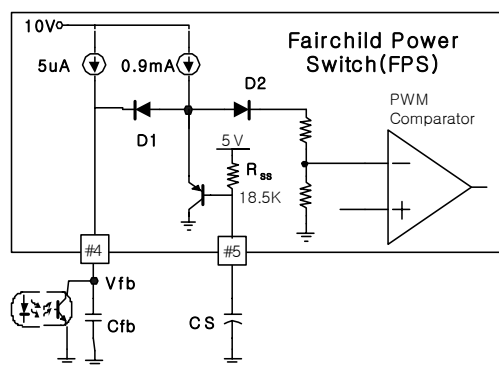 10V
Fairchild Power
Switch(FPS)
5uA
0.9mA
D2
PWM
Comparator
D1
5V
Rss
18.5K
−
+
#4
#5
Vfb
Cfb
CS